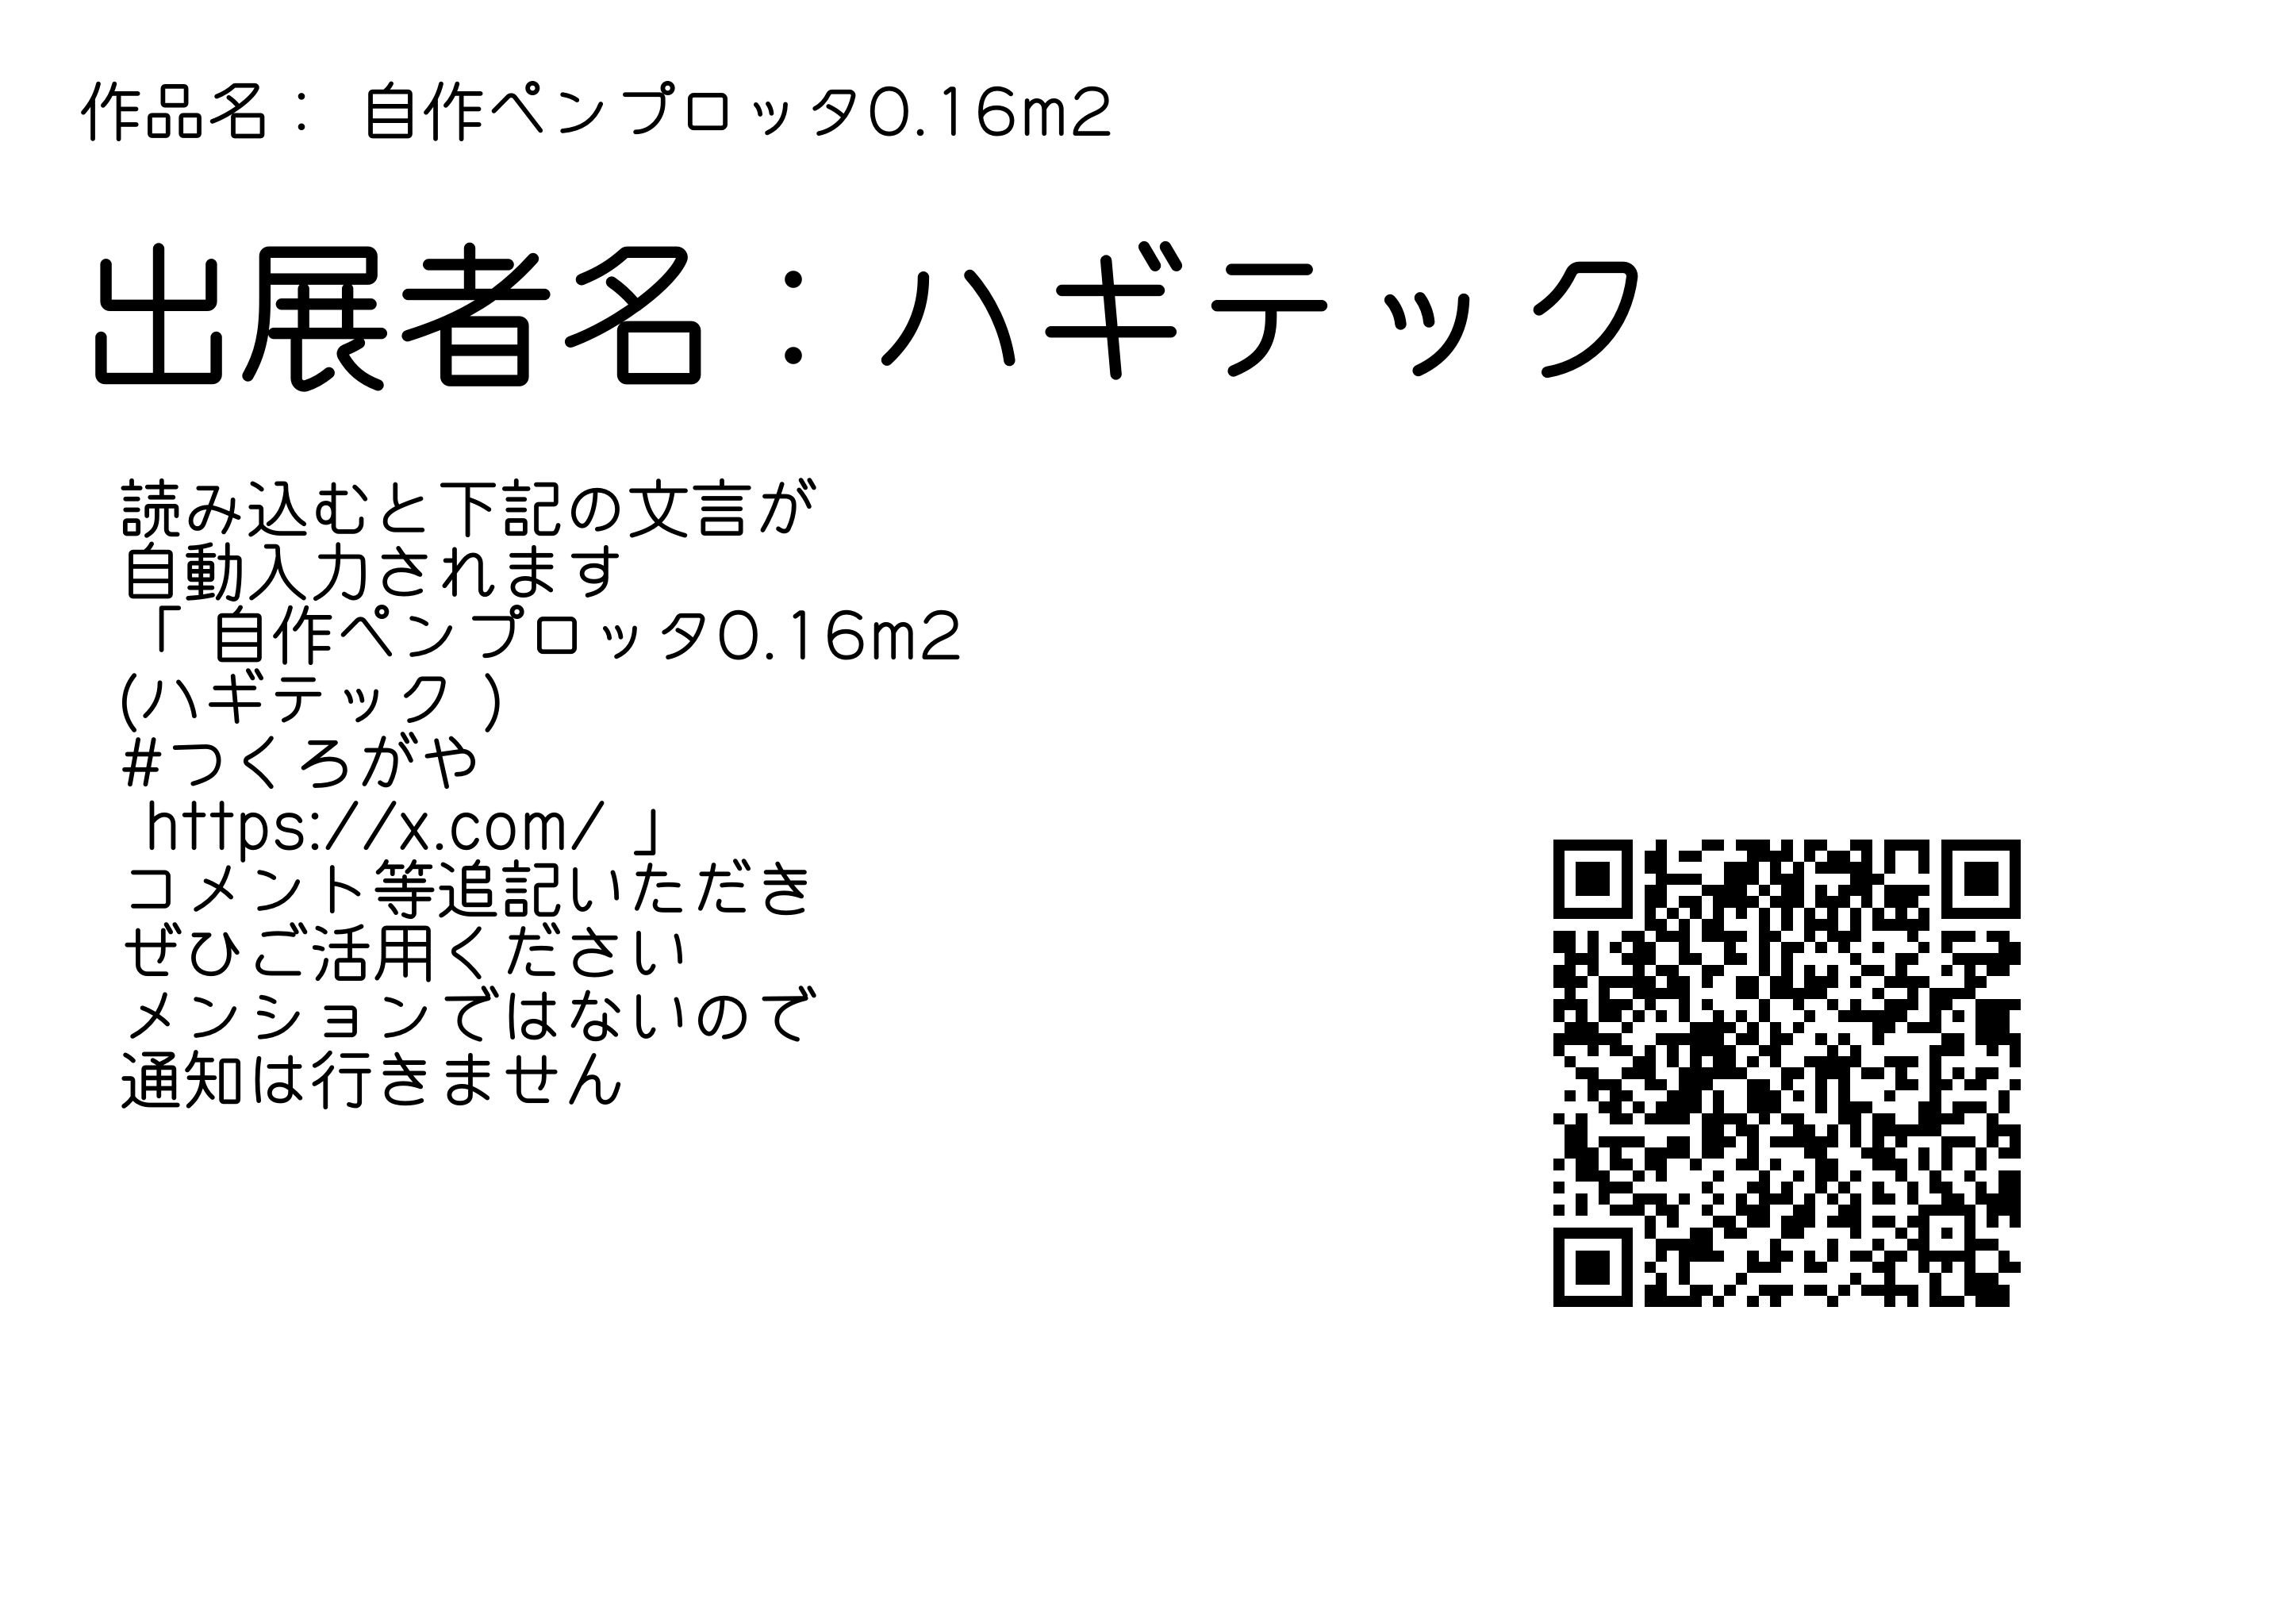 作品名： 自作ペンプロッタ0.16m2
出展者名：ハギテック
読み込むと下記の文言が
自動入力されます
「自作ペンプロッタ0.16m2
(ハギテック )
#つくろがや
https://x.com/ 」
コメント等追記いただき
ぜひご活用ください
メンションではないので
通知は行きません